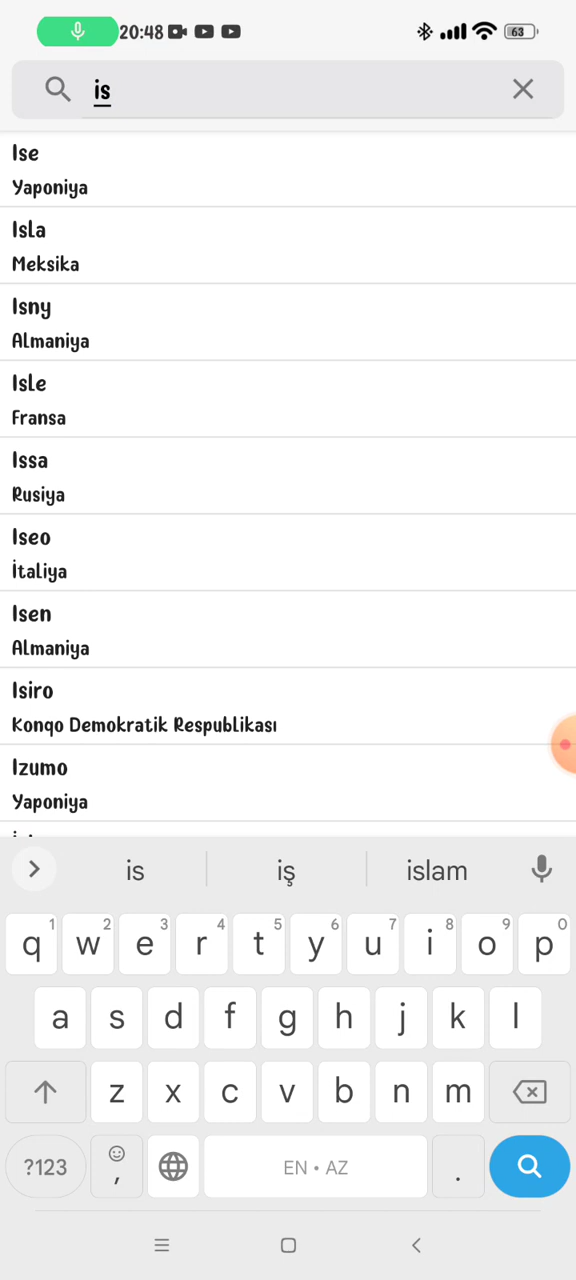 20:48
63
is
Ise
Yaponiya
Isla
Meksika
Isny
Almaniya
Isle
Fransa
Issa
Rusiya
Iseo
İtaliya
Isen
Almaniya
Isiro
Konqo Demokratik Respublikası
Izumo
Yaponiya
is iş islam
1 2 3 4 5 6 7 8 9 0
q w e r t y u i o p
a s d f g h j k l
z x c v b n m
?123 , EN • AZ .